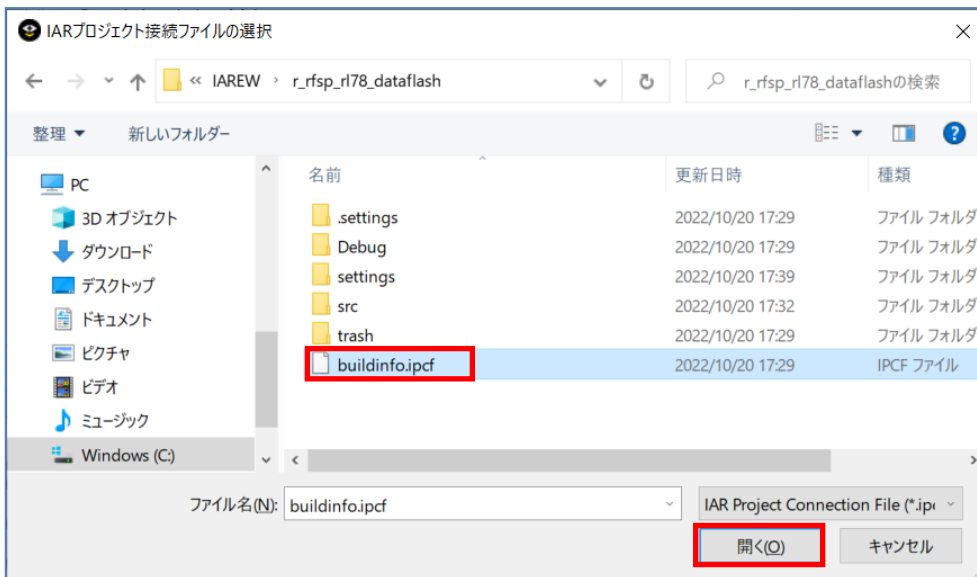 IARプロジェクト接続ファイルの選択
« IAREW › r_rfsp_rl78_dataflash
r_rfsp_rl78_dataflashの検索
整理 新しいフォルダー
名前 更新日時 種類
PC
3D オブジェクト
ダウンロード
デスクトップ
ドキュメント
ピクチャ
ビデオ
ミュージック
Windows (C:)
.settings 2022/10/20 17:29 ファイル フォルダ
Debug 2022/10/20 17:29 ファイル フォルダ
settings 2022/10/20 17:39 ファイル フォルダ
src 2022/10/20 17:32 ファイル フォルダ
trash 2022/10/20 17:29 ファイル フォルダ
buildinfo.ipcf 2022/10/20 17:29 IPCF ファイル
ファイル名(N): buildinfo.ipcf IAR Project Connection File (*.ipc
開く(O) キャンセル